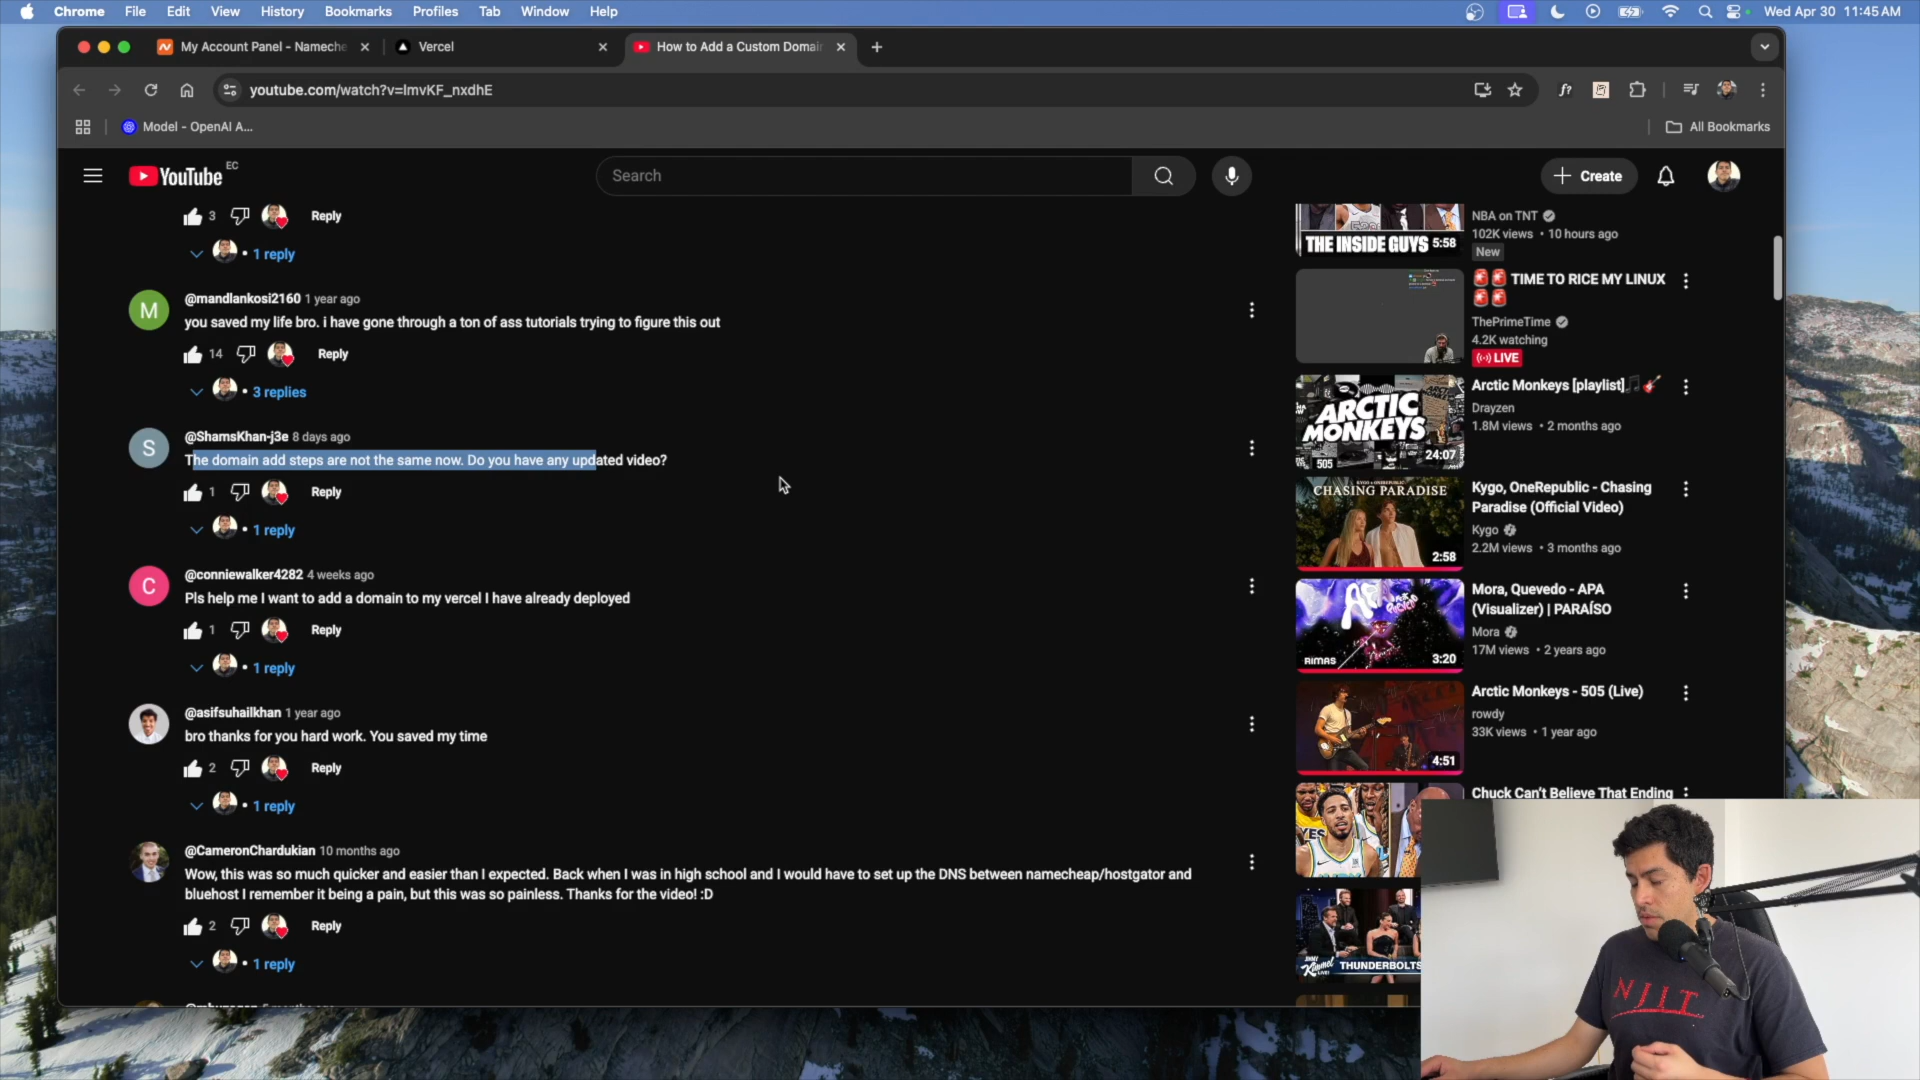 Chrome File Edit View History Bookmarks Profiles Tab Window Help
Wed Apr 30 11:45 AM
My Account Panel - Nameche
Vercel
How to Add a Custom Domai
youtube.com/watch?v=lmvKF_nxdhE
Model - OpenAI A...
All Bookmarks
YouTube EC
Search
Create
3 Reply
1 reply
@mandlankosi2160 1 year ago
you saved my life bro. i have gone through a ton of ass tutorials trying to figure this out
14 Reply
3 replies
@ShamsKhan-j3e 8 days ago
The domain add steps are not the same now. Do you have any updated video?
1 Reply
1 reply
@conniewalker4282 4 weeks ago
Pls help me I want to add a domain to my vercel I have already deployed
1 Reply
1 reply
@asifsuhailkhan 1 year ago
bro thanks for you hard work. You saved my time
2 Reply
1 reply
@CameronChardukian 10 months ago
Wow, this was so much quicker and easier than I expected. Back when I was in high school and I would have to set up the DNS between namecheap/hostgator and
bluehost I remember it being a pain, but this was so painless. Thanks for the video! :D
2 Reply
1 reply
THE INSIDE GUYS 5:58
NBA on TNT
102K views • 10 hours ago
New
TIME TO RICE MY LINUX
ThePrimeTime
4.2K watching
LIVE
ARCTIC
MONKEYS
505
24:07
Arctic Monkeys [playlist]
Drayzen
1.8M views • 2 months ago
CHASING PARADISE
2:58
Kygo, OneRepublic - Chasing
Paradise (Official Video)
Kygo
2.2M views • 3 months ago
RIMAS
3:20
Mora, Quevedo - APA
(Visualizer) | PARAÍSO
Mora
17M views • 2 years ago
4:51
Arctic Monkeys - 505 (Live)
rowdy
33K views • 1 year ago
YES
Chuck Can't Believe That Ending
JIMMY
KIMMEL
LIVE!
THUNDERBOLTS
NJIT